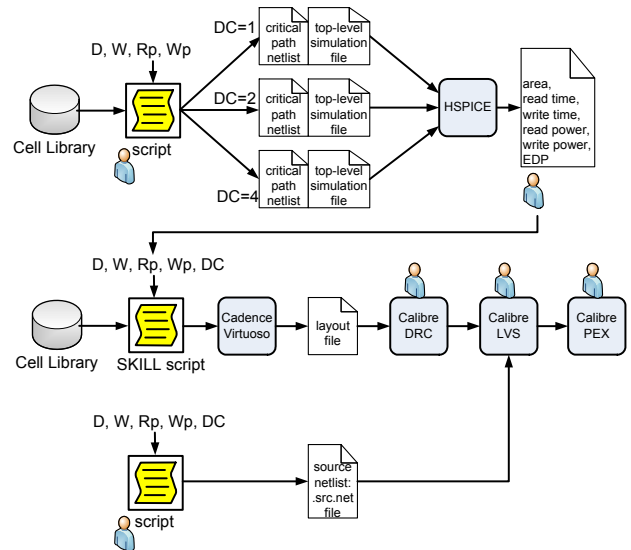 D, W, Rp, Wp
Cell Library
script
DC=1
critical
path
netlist
top-level
simulation
file
DC=2
critical
path
netlist
top-level
simulation
file
DC=4
critical
path
netlist
top-level
simulation
file
HSPICE
area,
read time,
write time,
read power,
write power,
EDP
D, W, Rp, Wp, DC
Cell Library
SKILL script
Cadence
Virtuoso
layout
file
Calibre
DRC
Calibre
LVS
Calibre
PEX
D, W, Rp, Wp, DC
script
source
netlist:
.src.net
file